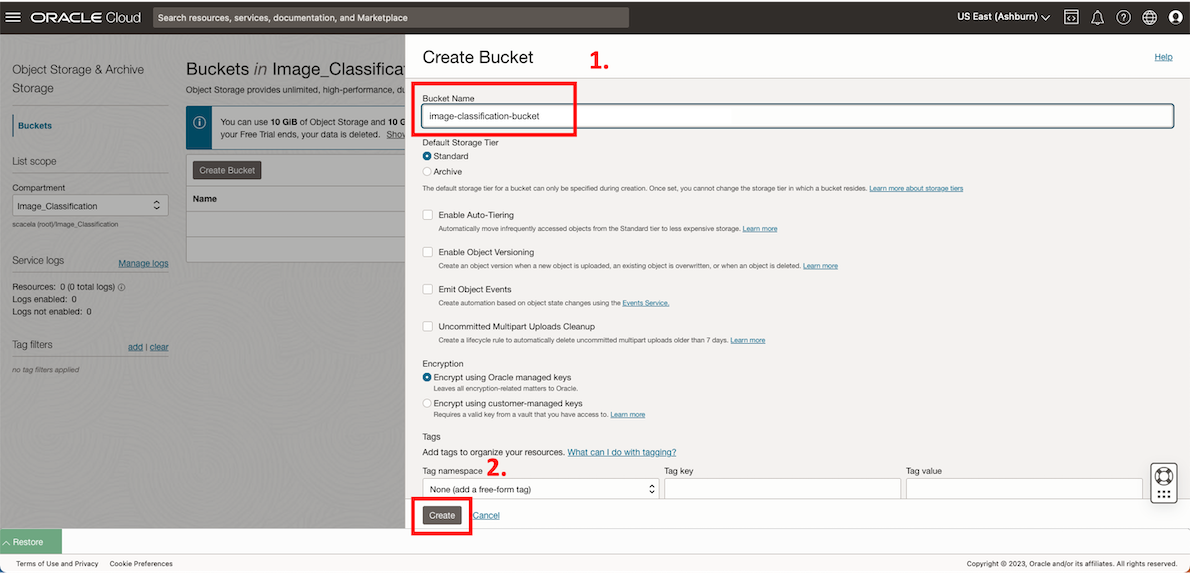 ORACLE Cloud
Search resources, services, documentation, and Marketplace
US East (Ashburn)
Object Storage & Archive
Storage
Buckets
List scope
Compartment
Image_Classification
scacela (root)/Image_Classification
Service logs
Manage logs
Resources: 0 (0 total logs)
Logs enabled: 0
Logs not enabled: 0
Tag filters
add | clear
no tag filters applied
Buckets in Image_Classifica
Object Storage provides unlimited, high-performance, du
You can use 10 GiB of Object Storage and 10 G
your Free Trial ends, your data is deleted. Show
Create Bucket
Name
Create Bucket
1.
Help
Bucket Name
image-classification-bucket
Default Storage Tier
Standard
Archive
The default storage tier for a bucket can only be specified during creation. Once set, you cannot change the storage tier in which a bucket resides. Learn more about storage tiers
Enable Auto-Tiering
Automatically move infrequently accessed objects from the Standard tier to less expensive storage. Learn more
Enable Object Versioning
Create an object version when a new object is uploaded, an existing object is overwritten, or when an object is deleted. Learn more
Emit Object Events
Create automation based on object state changes using the Events Service.
Uncommitted Multipart Uploads Cleanup
Create a lifecycle rule to automatically delete uncommitted multipart uploads older than 7 days. Learn more
Encryption
Encrypt using Oracle managed keys
Leaves all encryption-related matters to Oracle.
Encrypt using customer-managed keys
Requires a valid key from a vault that you have access to. Learn more
Tags
Add tags to organize your resources. What can I do with tagging?
Tag namespace
2.
Tag key
Tag value
None (add a free-form tag)
Create
Cancel
Restore
Terms of Use and Privacy Cookie Preferences
Copyright © 2023, Oracle and/or its affiliates. All rights reserved.